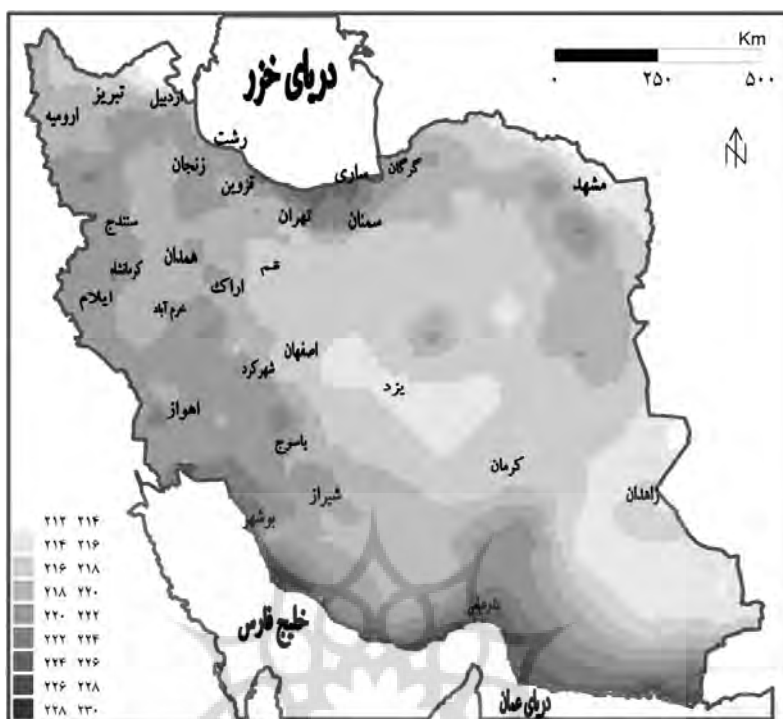 Km
۰ ۲۵۰ ۵۰۰
N
دریای خزر
تبریز
اردبیل
ارومیه
رشت
زنجان
قزوین
ساری
گرگان
مشهد
تهران
سمنان
سنندج
همدان
کرمانشاه
قم
اراک
ایلام
خرم آباد
اصفهان
شهرکرد
یزد
اهواز
یاسوج
کرمان
شیراز
زاهدان
بوشهر
بندرعباس
خلیج فارس
دریای عمان
۲۱۲ ۲۱۴
۲۱۴ ۲۱۶
۲۱۶ ۲۱۸
۲۱۸ ۲۲۰
۲۲۰ ۲۲۲
۲۲۲ ۲۲۴
۲۲۴ ۲۲۶
۲۲۶ ۲۲۸
۲۲۸ ۲۳۰